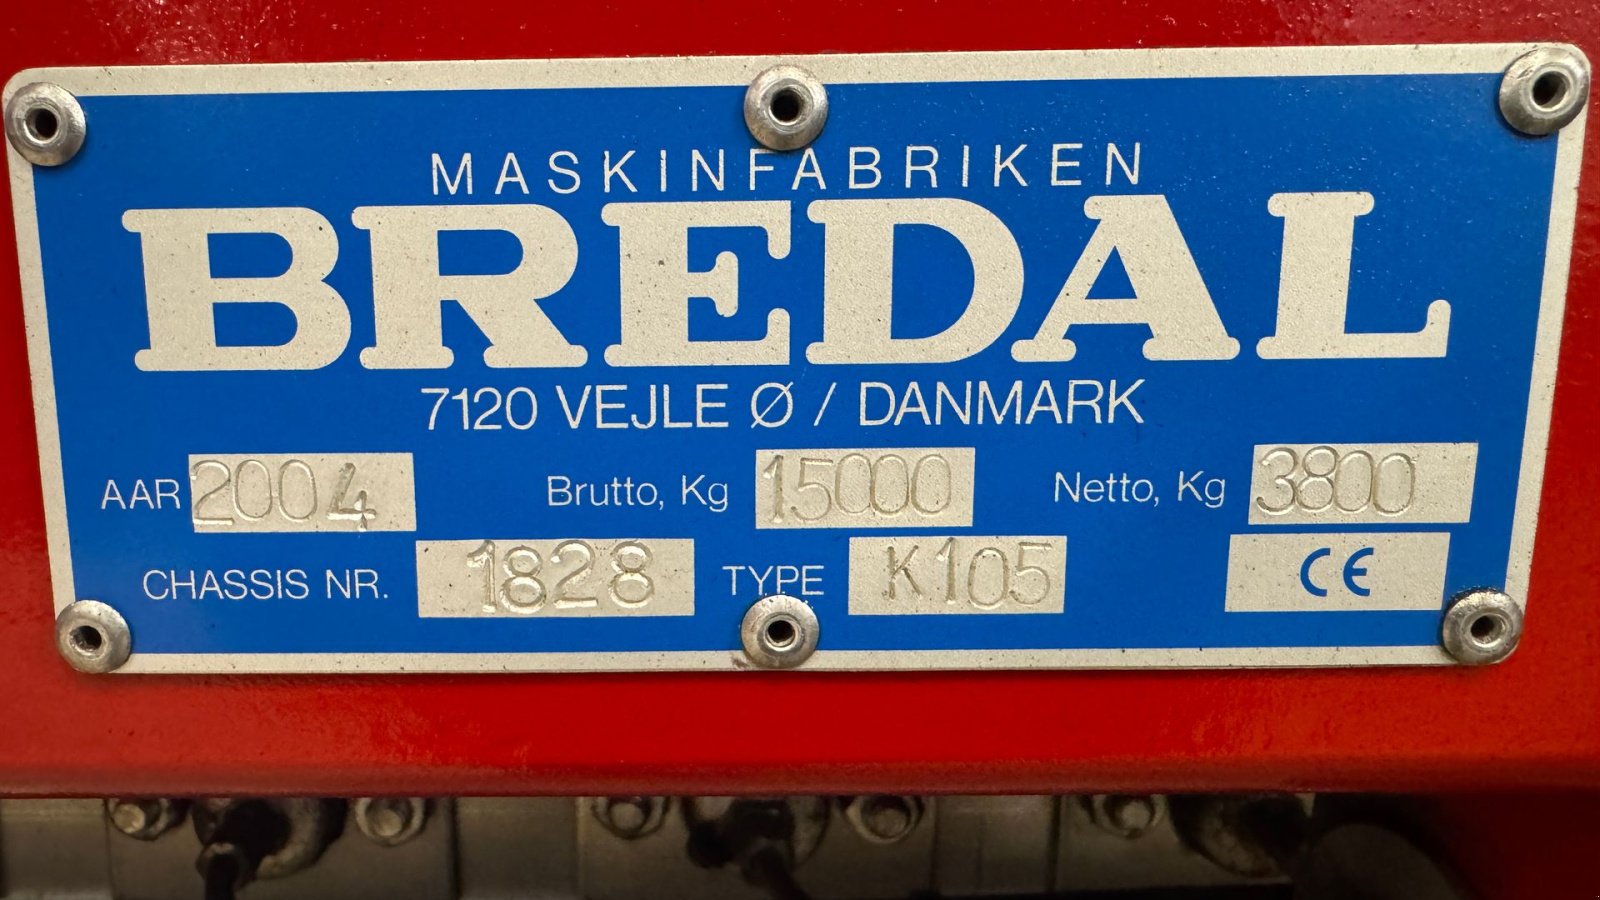 MASKINFABRIKEN
BREDAL
7120 VEJLE Ø / DANMARK
AAR 2004 Brutto, Kg 15000 Netto, Kg 3800
CHASSIS NR. 1828 TYPE K105 CE